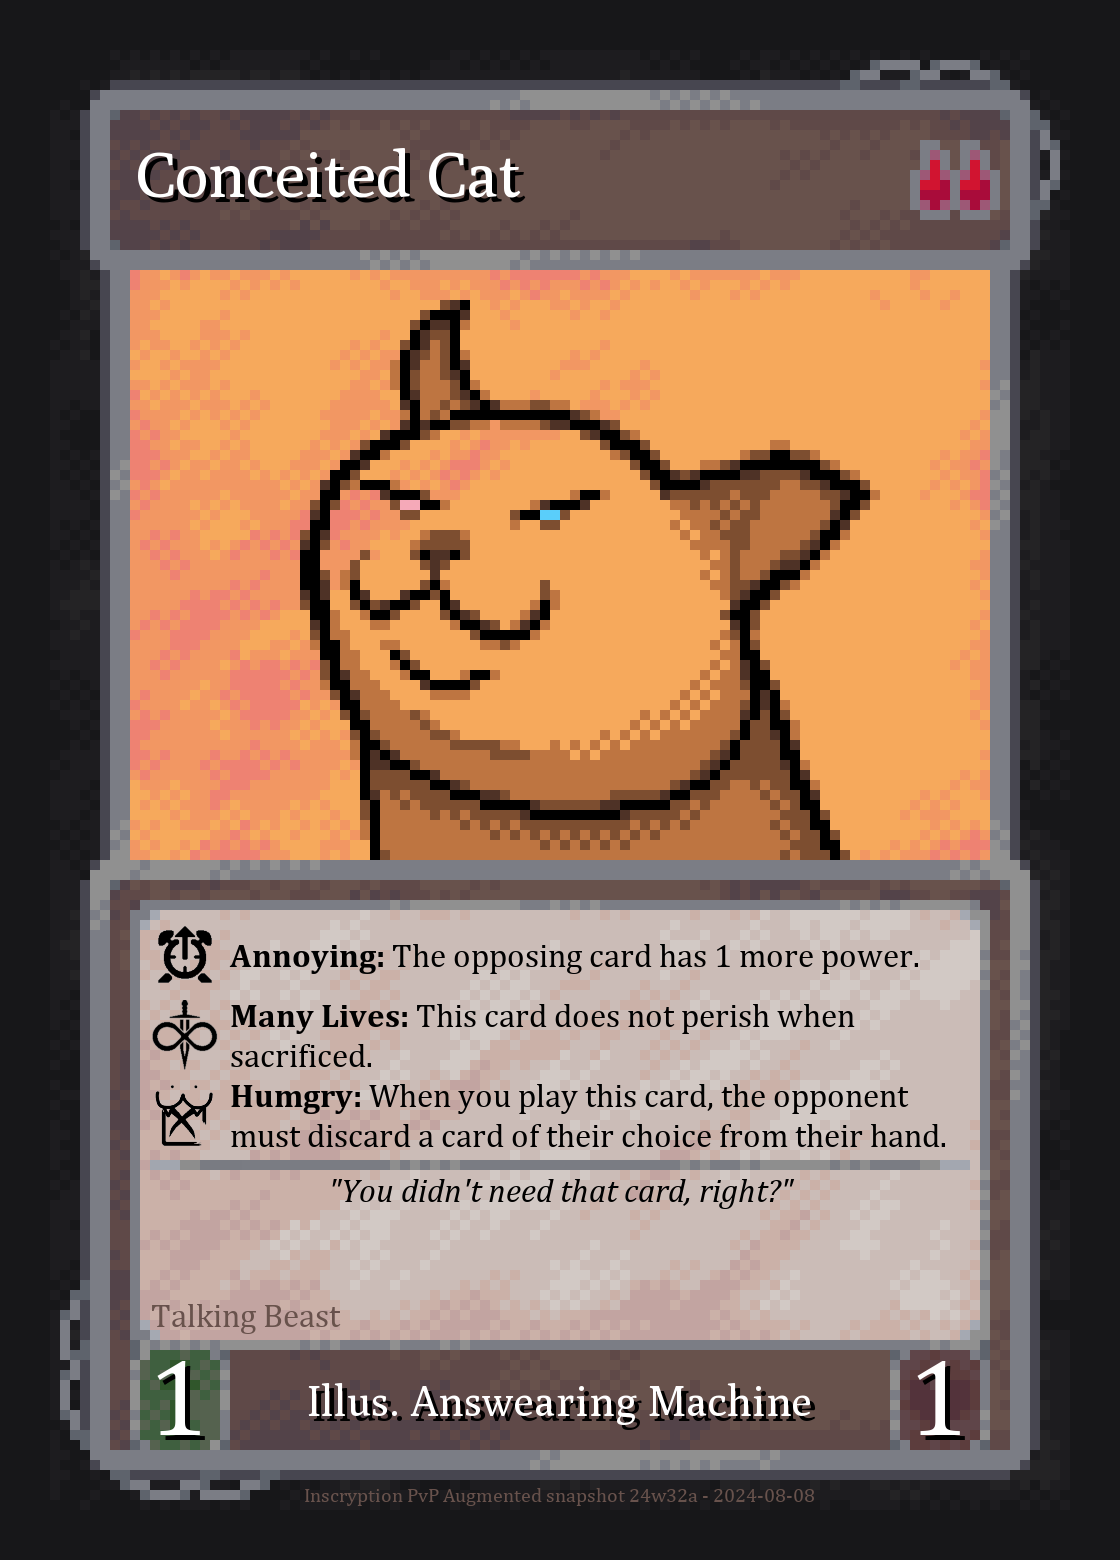 Conceited Cat
Annoying: The opposing card has 1 more power.
Many Lives: This card does not perish when
sacrificed.
Humgry: When you play this card, the opponent
must discard a card of their choice from their hand.
"You didn't need that card, right?"
Talking Beast
1
Illus. Answearing Machine
1
Inscryption PvP Augmented snapshot 24w32a - 2024-08-08